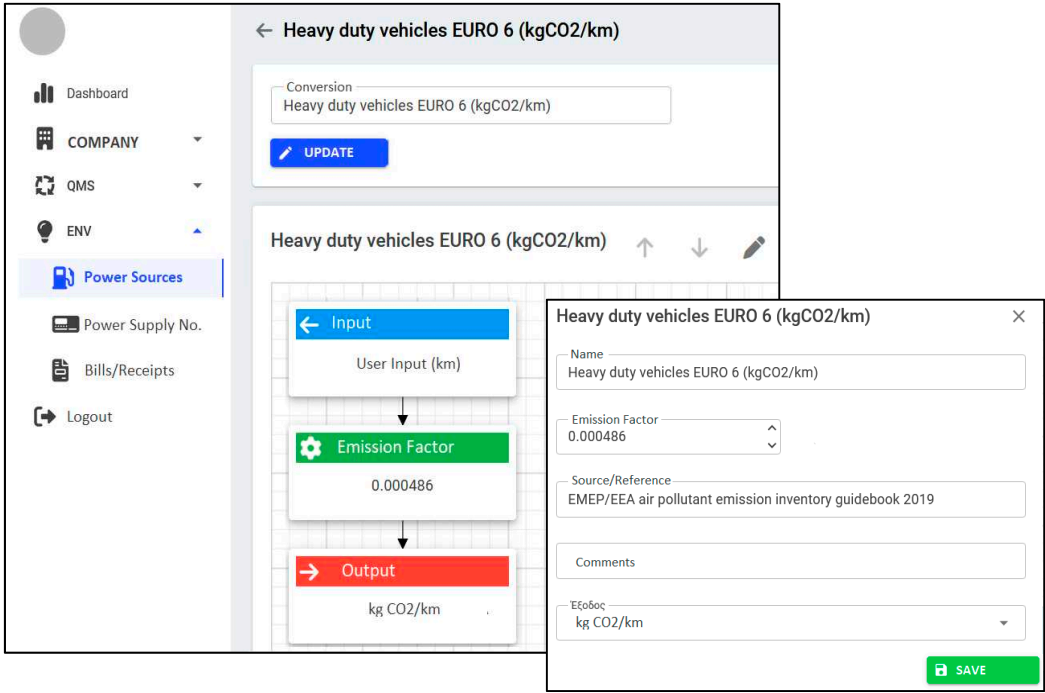 Dashboard
COMPANY
QMS
ENV
Power Sources
Power Supply No.
Bills/Receipts
Logout
Heavy duty vehicles EURO 6 (kgCO2/km)
Conversion
Heavy duty vehicles EURO 6 (kgCO2/km)
UPDATE
Heavy duty vehicles EURO 6 (kgCO2/km)
Input
User Input (km)
Emission Factor
0.000486
Output
kg CO2/km
Heavy duty vehicles EURO 6 (kgCO2/km)
Name
Heavy duty vehicles EURO 6 (kgCO2/km)
Emission Factor
0.000486
Source/Reference
EMEP/EEA air pollutant emission inventory guidebook 2019
Comments
Έξοδος
kg CO2/km
SAVE